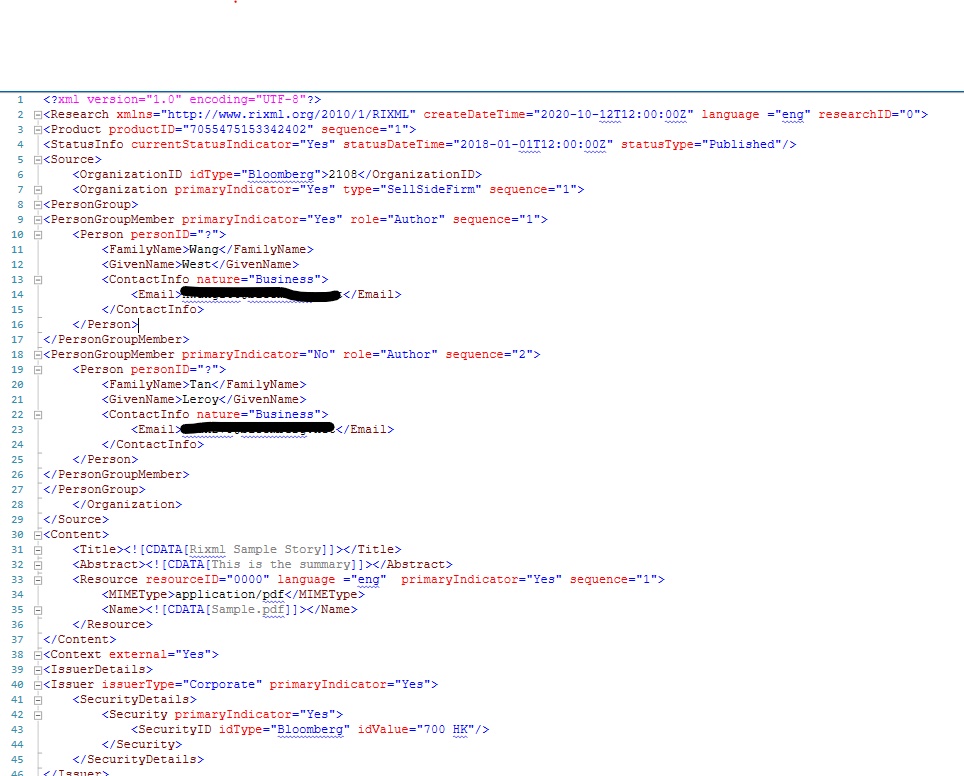 1 <?xml version="1.0" encoding="UTF-8"?>
2 <Research xmlns="http://www.rixml.org/2010/1/RIXML" createDateTime="2020-10-12T12:00:00Z" language ="eng" researchID="0">
3 <Product productID="7055475153342402" sequence="1">
4 <StatusInfo currentStatusIndicator="Yes" statusDateTime="2018-01-01T12:00:00Z" statusType="Published"/>
5 <Source>
6 <OrganizationID idType="Bloomberg">2108</OrganizationID>
7 <Organization primaryIndicator="Yes" type="SellSideFirm" sequence="1">
8 <PersonGroup>
9 <PersonGroupMember primaryIndicator="Yes" role="Author" sequence="1">
10 <Person personID="?">
11 <FamilyName>Wang</FamilyName>
12 <GivenName>West</GivenName>
13 <ContactInfo nature="Business">
14 <Email></Email>
15 </ContactInfo>
16 </Person>
17 </PersonGroupMember>
18 <PersonGroupMember primaryIndicator="No" role="Author" sequence="2">
19 <Person personID="?">
20 <FamilyName>Tan</FamilyName>
21 <GivenName>Leroy</GivenName>
22 <ContactInfo nature="Business">
23 <Email></Email>
24 </ContactInfo>
25 </Person>
26 </PersonGroupMember>
27 </PersonGroup>
28 </Organization>
29 </Source>
30 <Content>
31 <Title><![CDATA[Rixml Sample Story]]></Title>
32 <Abstract><![CDATA[This is the summary]]></Abstract>
33 <Resource resourceID="0000" language ="eng"  primaryIndicator="Yes" sequence="1">
34 <MIMEType>application/pdf</MIMEType>
35 <Name><![CDATA[Sample.pdf]]></Name>
36 </Resource>
37 </Content>
38 <Context external="Yes">
39 <IssuerDetails>
40 <Issuer issuerType="Corporate" primaryIndicator="Yes">
41 <SecurityDetails>
42 <Security primaryIndicator="Yes">
43 <SecurityID idType="Bloomberg" idValue="700 HK"/>
44 </Security>
45 </SecurityDetails>
46 </Issuer>